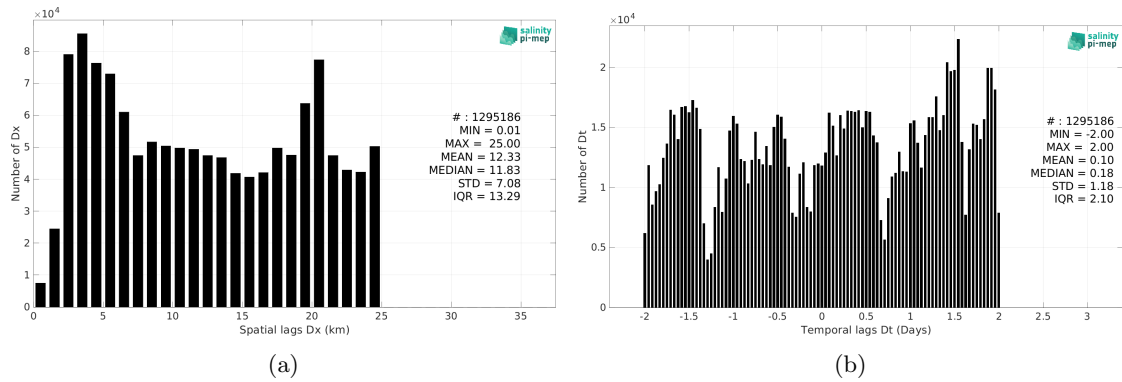 ×10⁴
salinity
pi-mep
9
8
7
6
5
4
3
2
1
0
Number of Dx
# : 1295186
MIN = 0.01
MAX = 25.00
MEAN = 12.33
MEDIAN = 11.83
STD = 7.08
IQR = 13.29
0 5 10 15 20 25 30 35
Spatial lags Dx (km)
(a)
×10⁴
salinity
pi-mep
2
1.5
1
0.5
0
Number of Dt
# : 1295186
MIN = -2.00
MAX = 2.00
MEAN = 0.10
MEDIAN = 0.18
STD = 1.18
IQR = 2.10
-2 -1.5 -1 -0.5 0 0.5 1 1.5 2 2.5 3
Temporal lags Dt (Days)
(b)